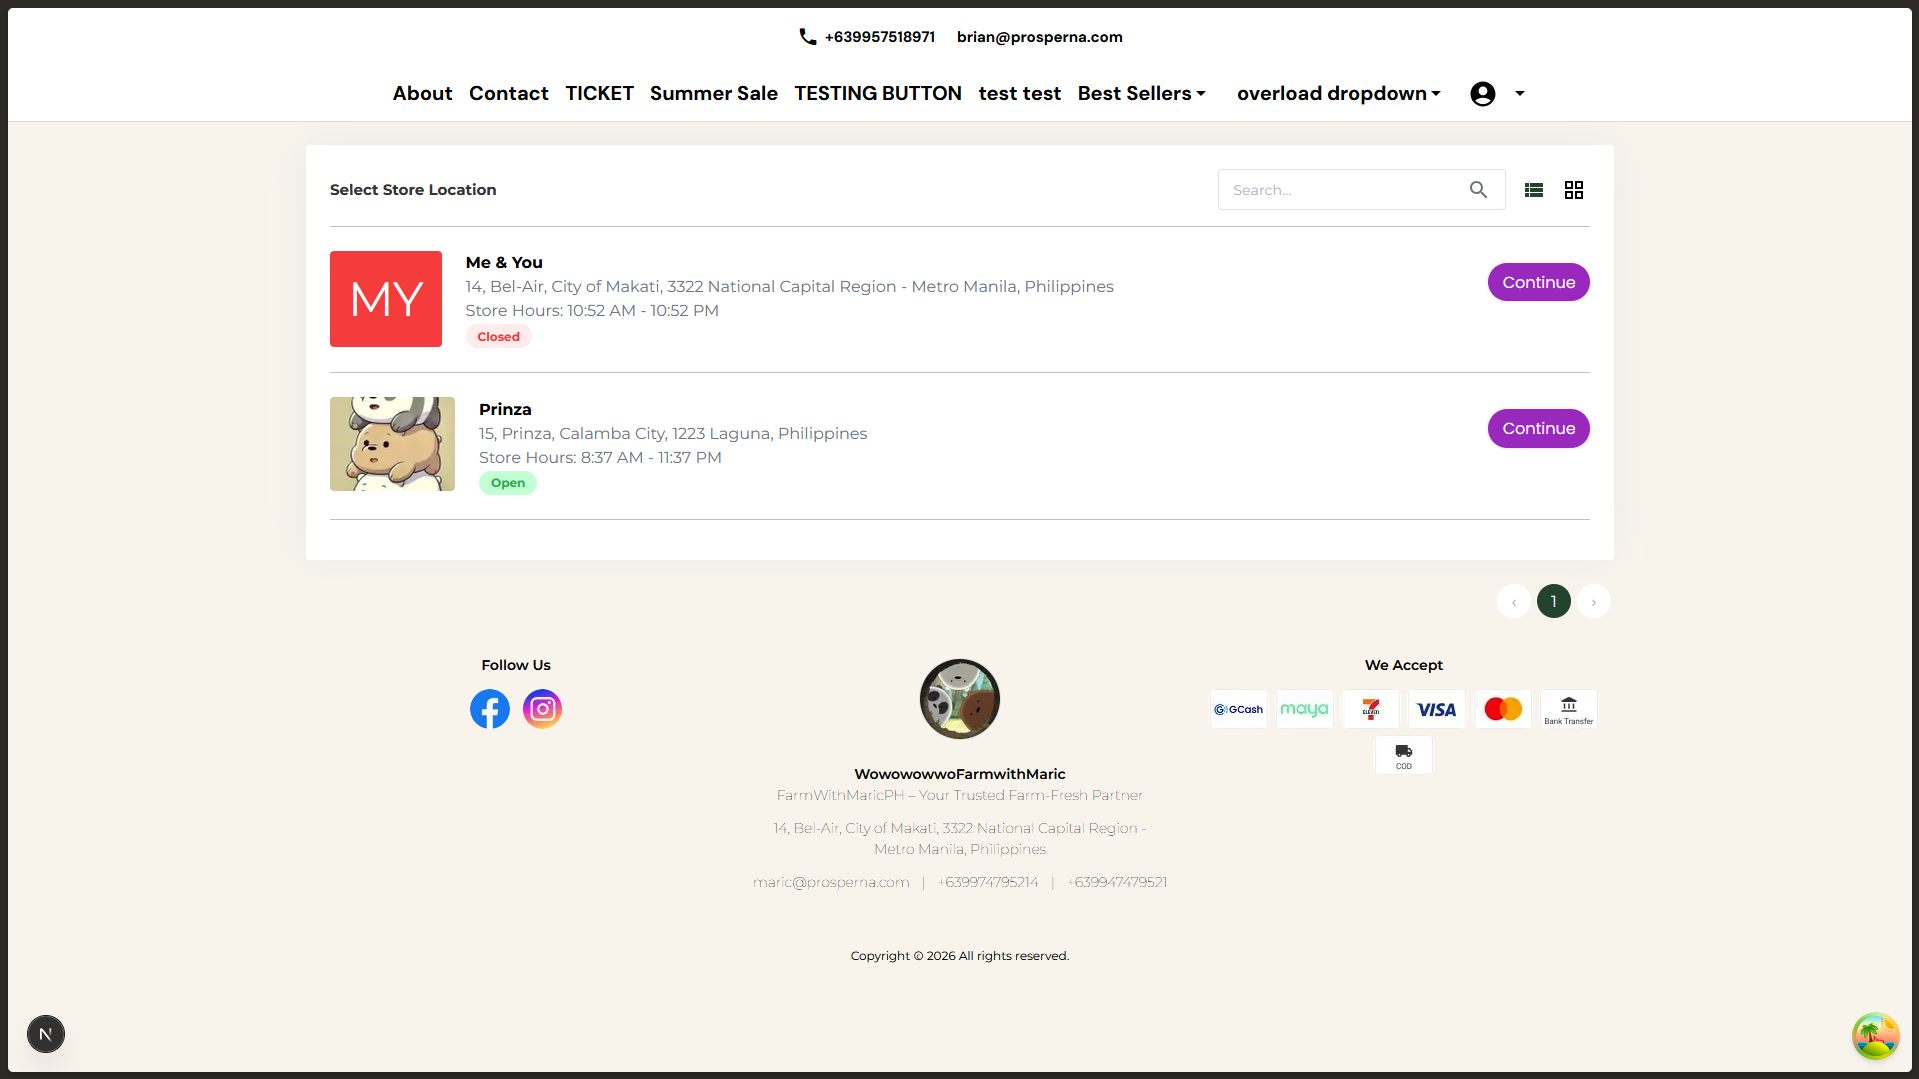 +639957518971 brian@prosperna.com
About Contact TICKET Summer Sale TESTING BUTTON test test Best Sellers overload dropdown
Select Store Location
Search...
MY
Me & You
14, Bel-Air, City of Makati, 3322 National Capital Region - Metro Manila, Philippines
Store Hours: 10:52 AM - 10:52 PM
Closed
Continue
Prinza
15, Prinza, Calamba City, 1223 Laguna, Philippines
Store Hours: 8:37 AM - 11:37 PM
Open
Continue
‹ 1 ›
Follow Us
WowowowwoFarmwithMaric
FarmWithMaricPH – Your Trusted Farm-Fresh Partner
14, Bel-Air, City of Makati, 3322 National Capital Region -
Metro Manila, Philippines
maric@prosperna.com | +639974795214 | +639947479521
We Accept
GCash maya 7 ELEVEN VISA Bank Transfer
COD
Copyright © 2026 All rights reserved.
N